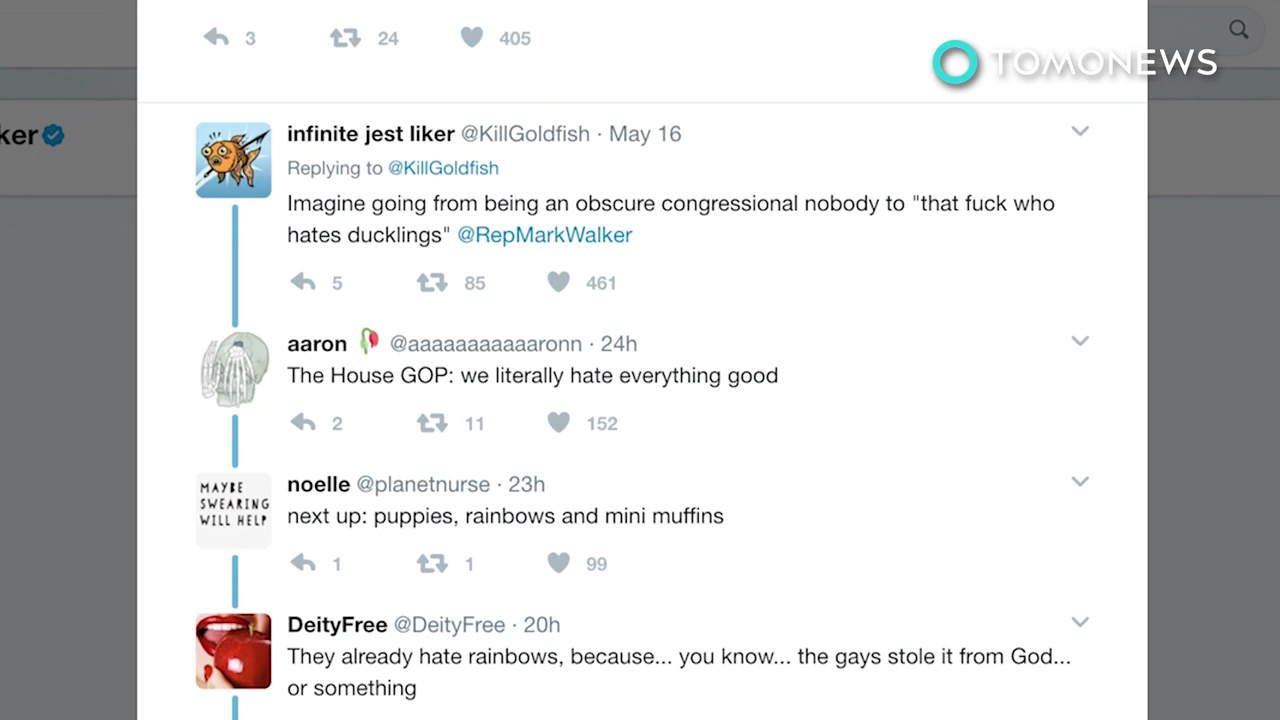 3 24 405
TOMONEWS
ker
infinite jest liker @KillGoldfish · May 16
Replying to @KillGoldfish
Imagine going from being an obscure congressional nobody to "that fuck who
hates ducklings" @RepMarkWalker
5 85 461
aaron @aaaaaaaaaaaronn · 24h
The House GOP: we literally hate everything good
2 11 152
MAYBE
SWEARING
WILL HELP
noelle @planetnurse · 23h
next up: puppies, rainbows and mini muffins
1 1 99
DeityFree @DeityFree · 20h
They already hate rainbows, because... you know... the gays stole it from God...
or something